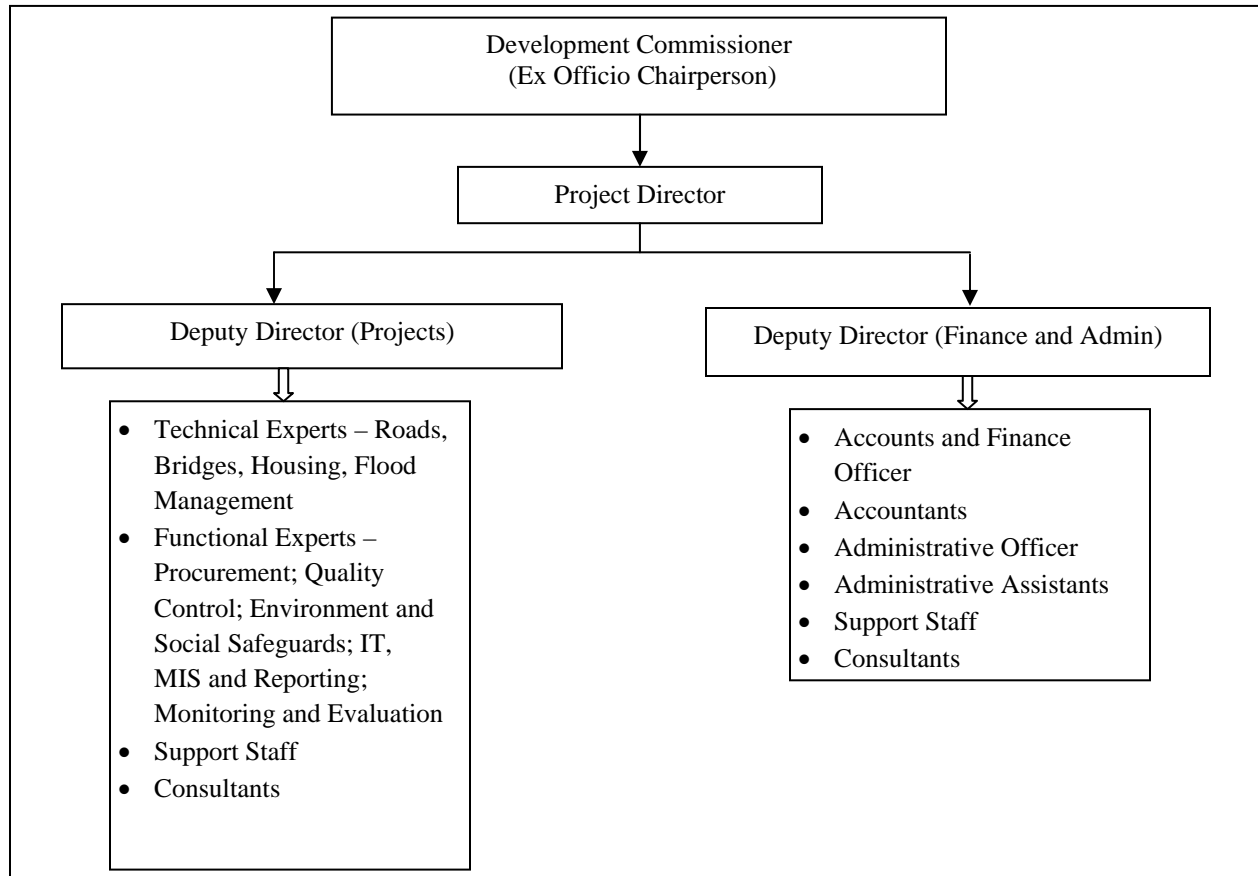 Development Commissioner
(Ex Officio Chairperson)
Project Director
Deputy Director (Projects)
Deputy Director (Finance and Admin)
• Technical Experts – Roads,
Bridges, Housing, Flood
Management
• Functional Experts –
Procurement; Quality
Control; Environment and
Social Safeguards; IT,
MIS and Reporting;
Monitoring and Evaluation
• Support Staff
• Consultants
• Accounts and Finance
Officer
• Accountants
• Administrative Officer
• Administrative Assistants
• Support Staff
• Consultants